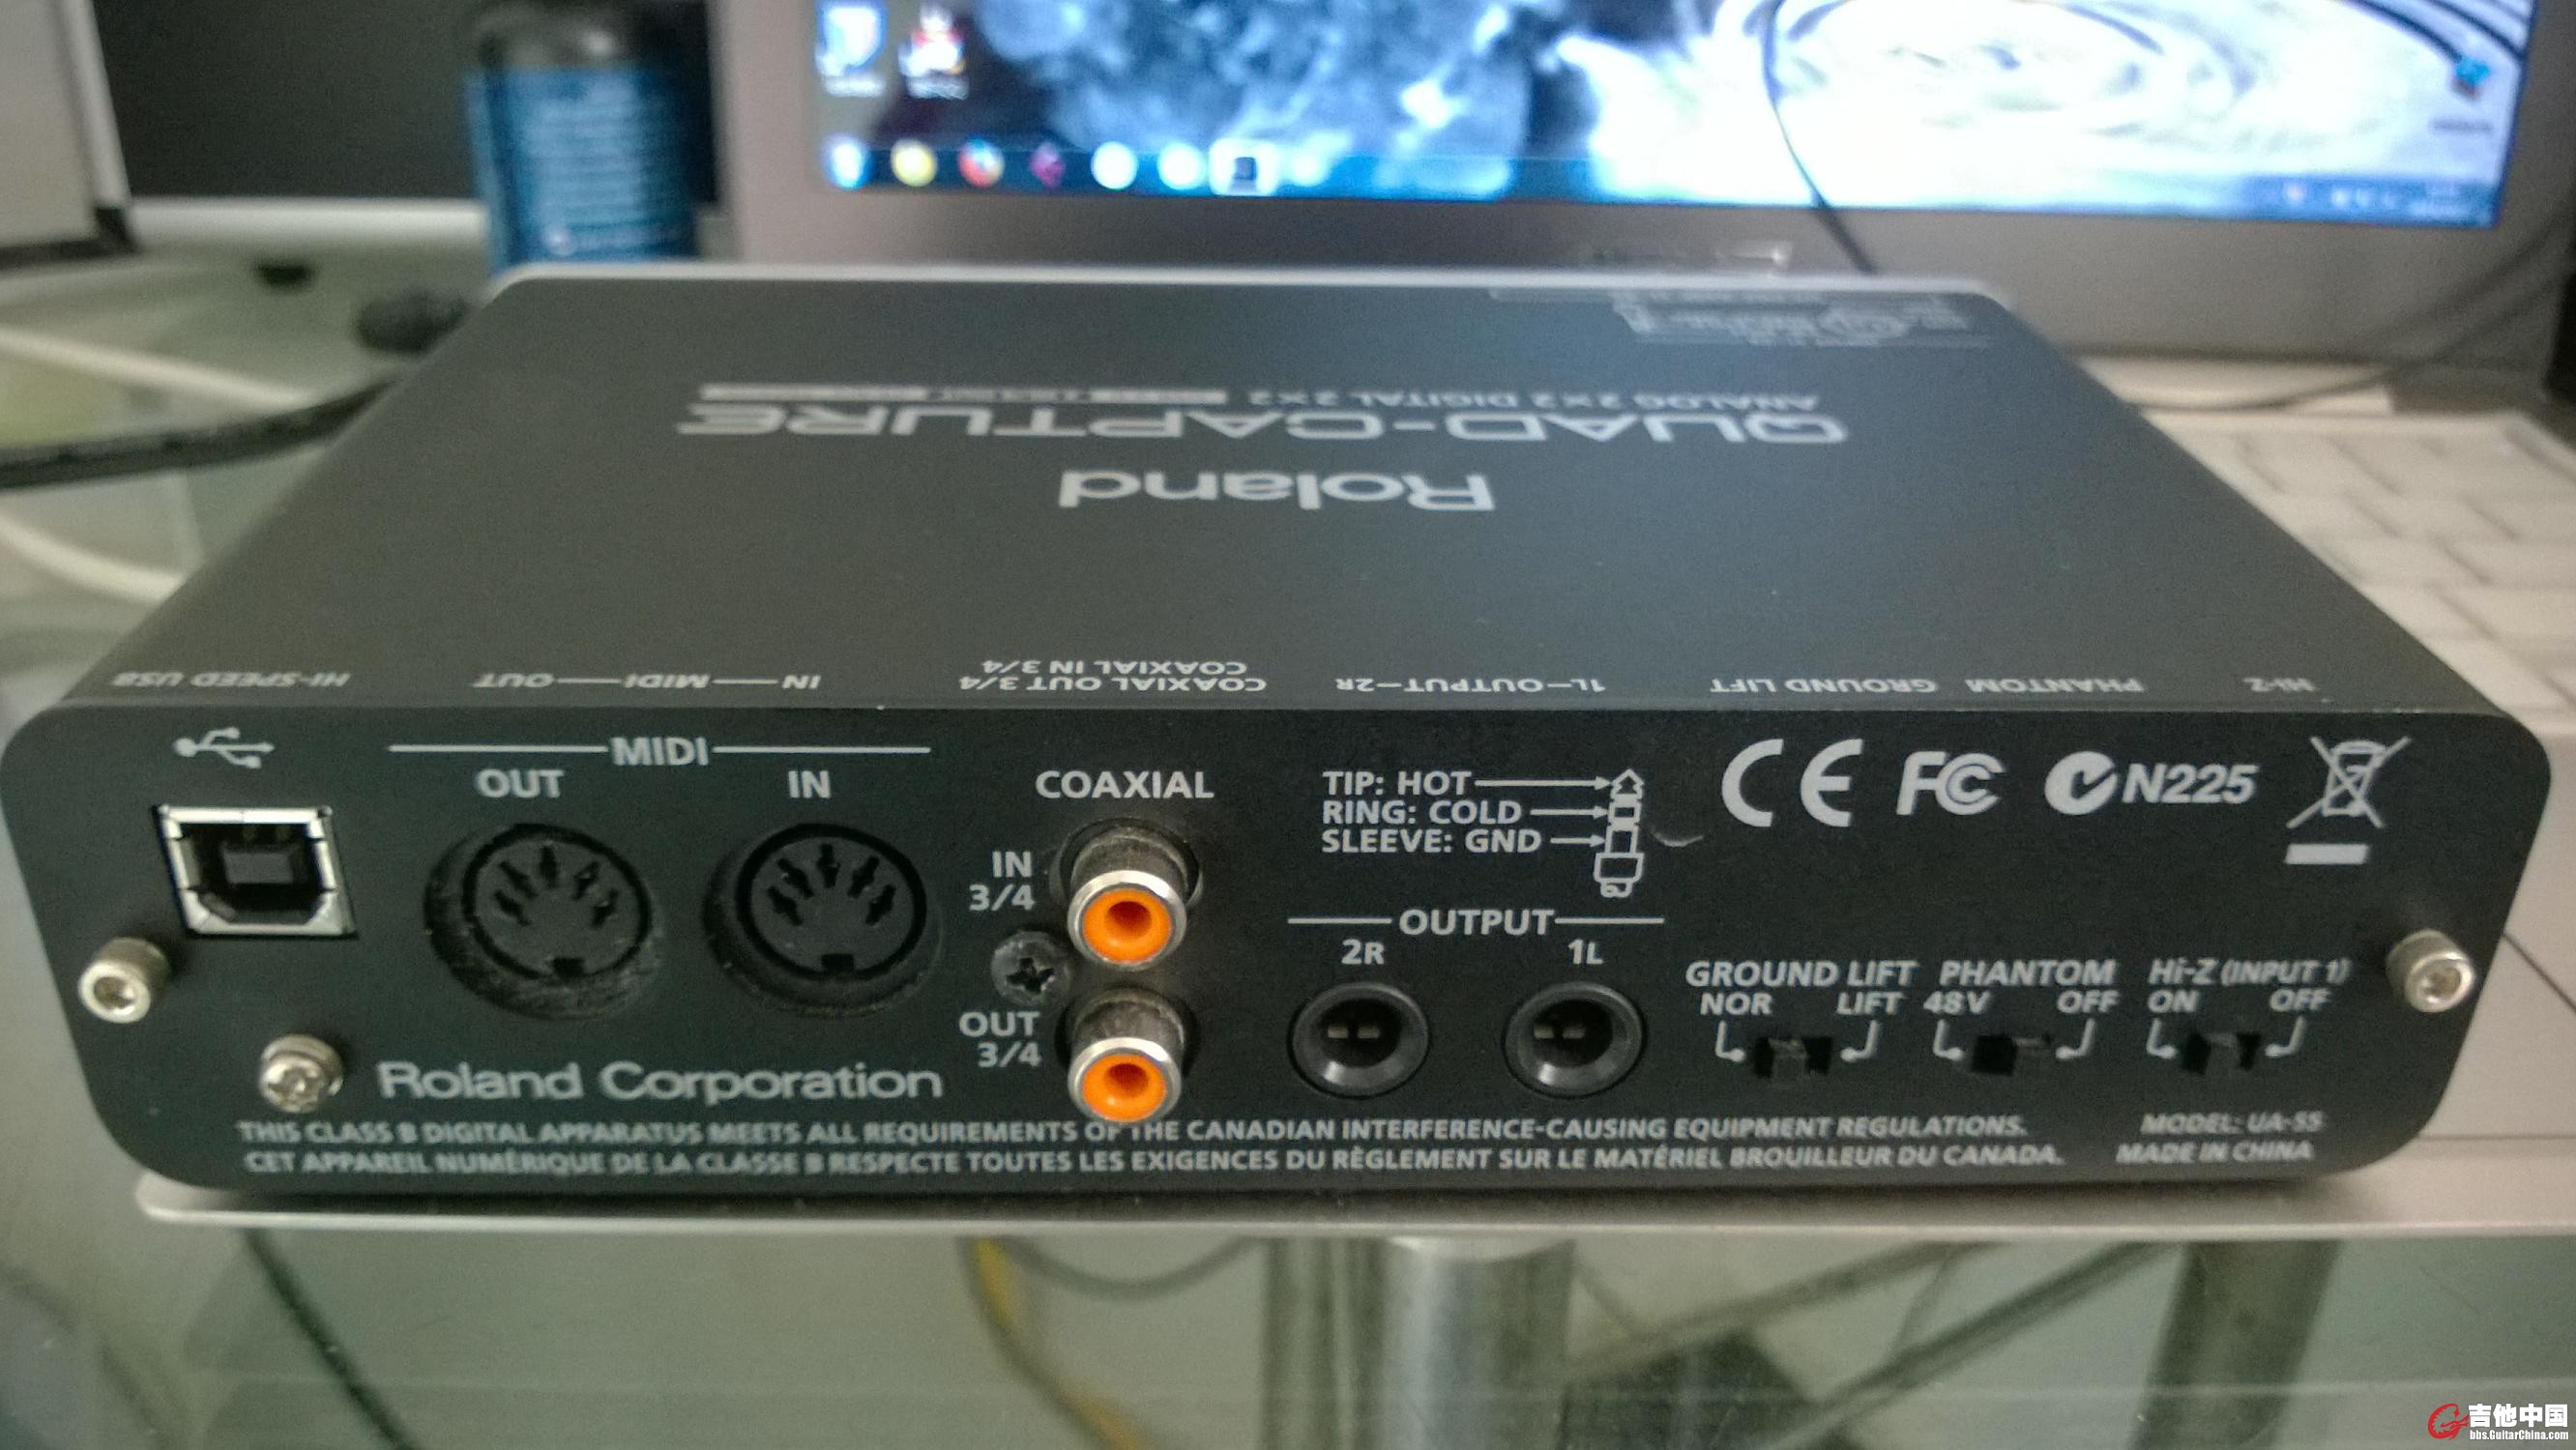 ANALOG 2×2 DIGITAL 2×2
QUAD-CAPTURE
Roland
HI-SPEED USB
OUT—MIDI—IN
COAXIAL IN 3/4
COAXIAL OUT 3/4
1L-OUTPUT-2R
GROUND LIFT
PHANTOM
Hi-Z
MIDI
OUT
IN
COAXIAL
IN
3/4
OUT
3/4
TIP: HOT
RING: COLD
SLEEVE: GND
OUTPUT
2R
1L
CE FC N225
GROUND LIFT
NOR LIFT
PHANTOM
48V OFF
Hi-Z (INPUT 1)
ON OFF
Roland Corporation
THIS CLASS B DIGITAL APPARATUS MEETS ALL REQUIREMENTS OF THE CANADIAN INTERFERENCE-CAUSING EQUIPMENT REGULATIONS.
CET APPAREIL NUMÉRIQUE DE LA CLASSE B RESPECTE TOUTES LES EXIGENCES DU RÈGLEMENT SUR LE MATÉRIEL BROUILLEUR DU CANADA.
MODEL: UA-55
MADE IN CHINA
吉他中国
bbs.GuitarChina.com